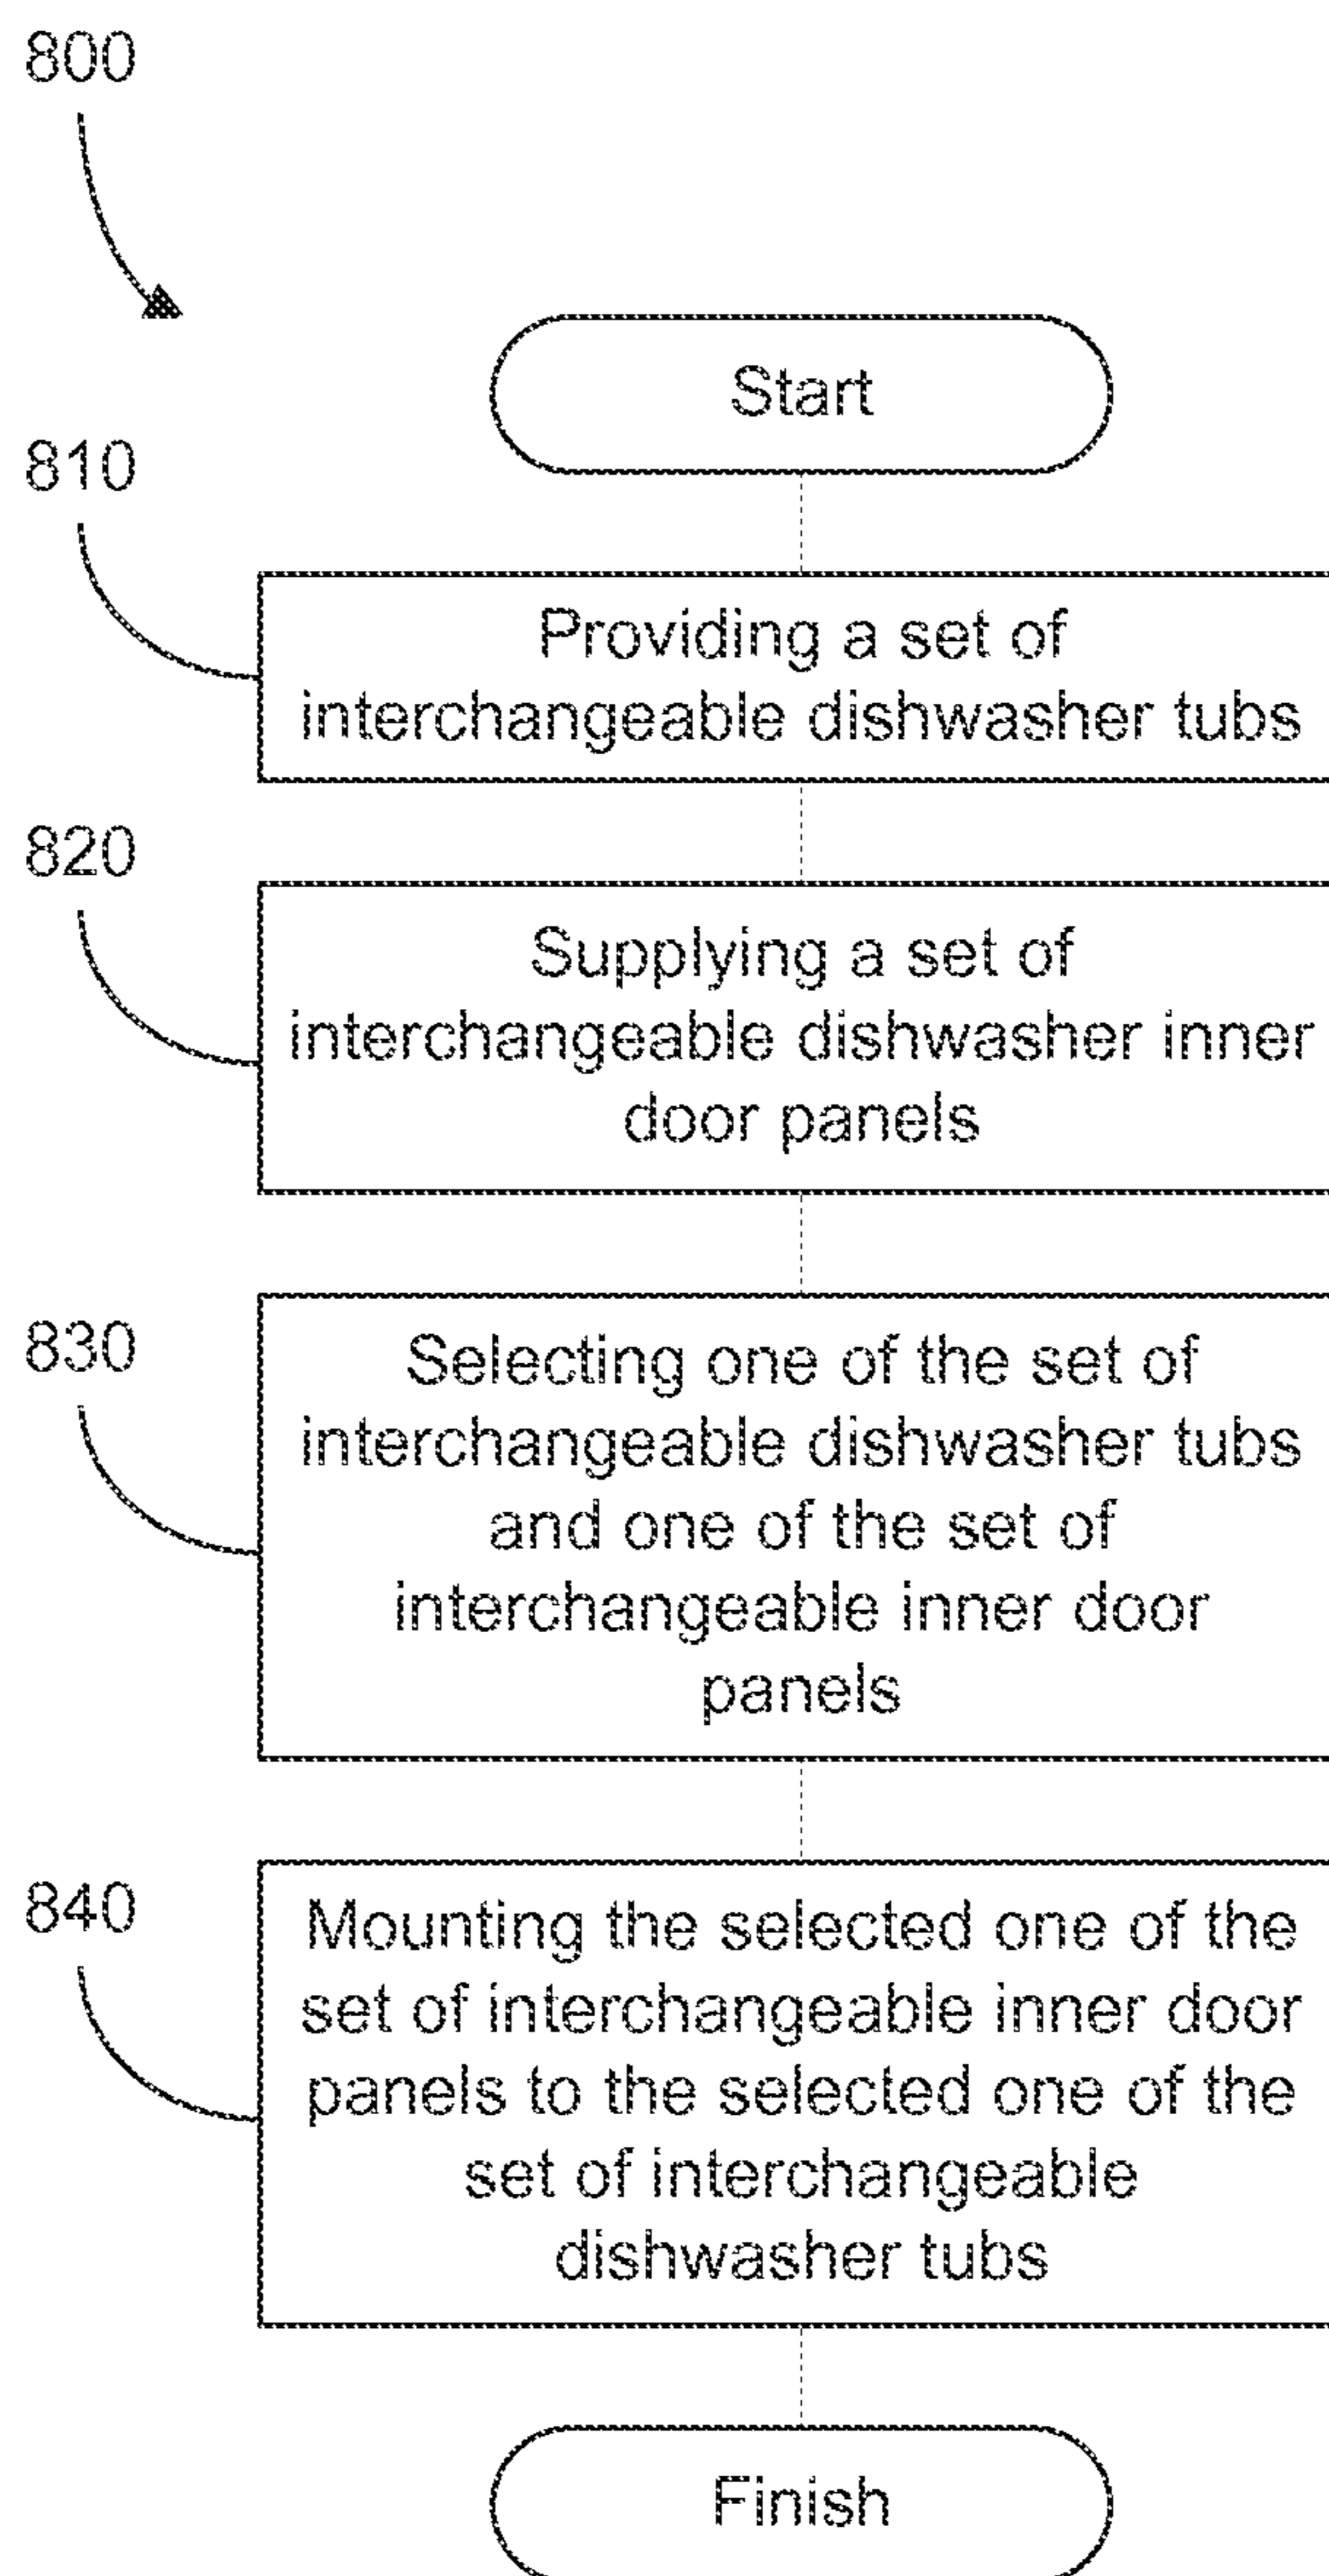 800
Start
810
Providing a set of
interchangeable dishwasher tubs
820
Supplying a set of
interchangeable dishwasher inner
door panels
830
Selecting one of the set of
interchangeable dishwasher tubs
and one of the set of
interchangeable inner door
panels
840
Mounting the selected one of the
set of interchangeable inner door
panels to the selected one of the
set of interchangeable
dishwasher tubs
Finish